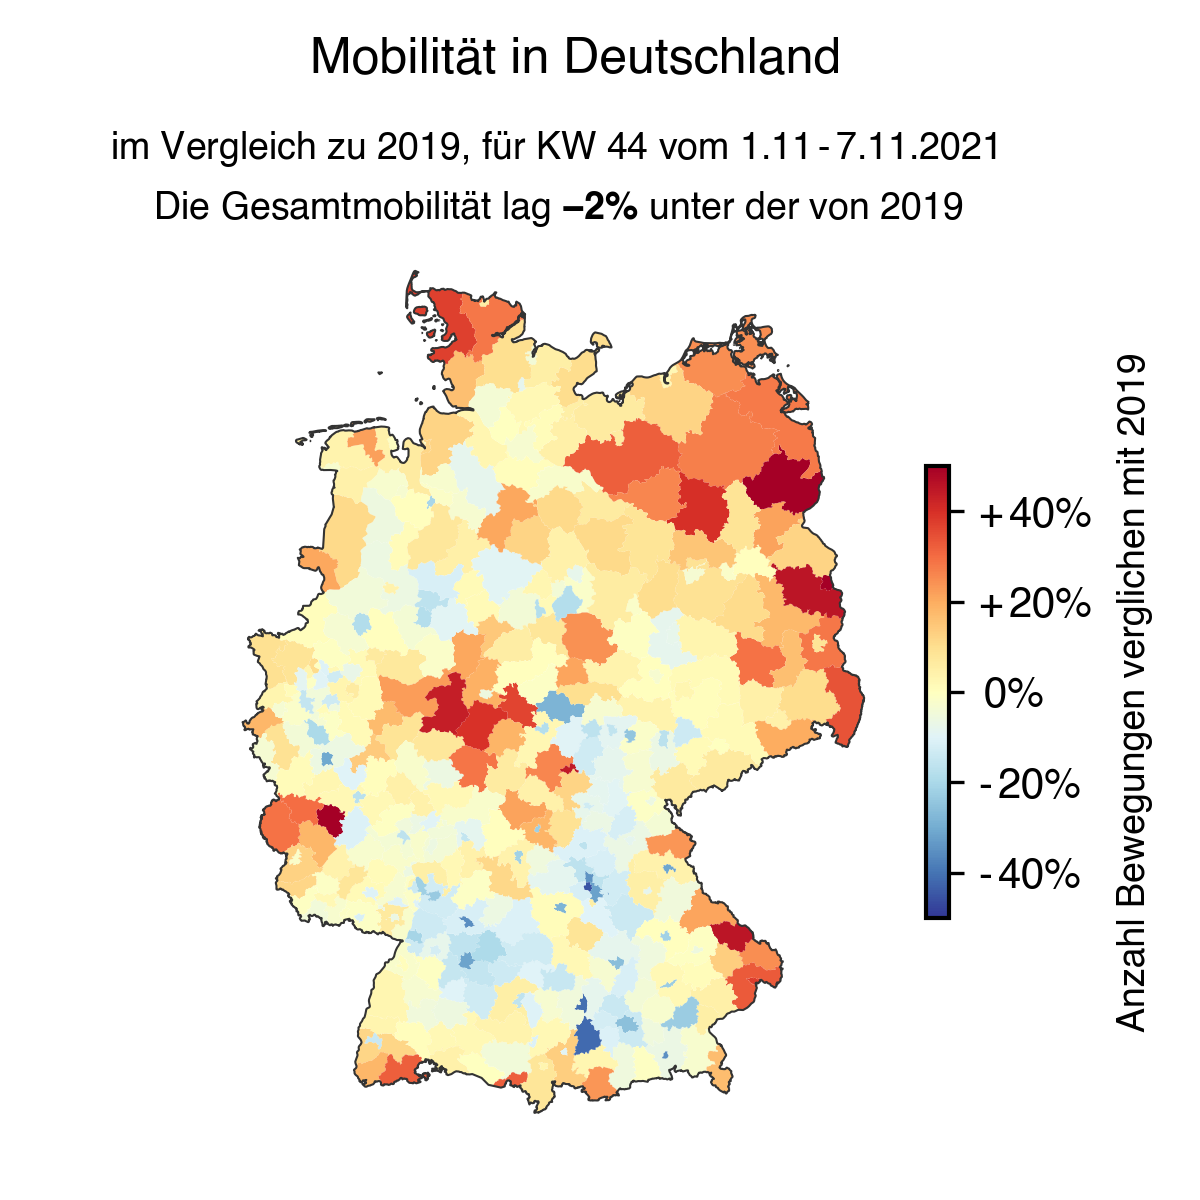 Mobilität in Deutschland
im Vergleich zu 2019, für KW 44 vom 1.11-7.11.2021
Die Gesamtmobilität lag –2% unter der von 2019
+40%
+20%
0%
-20%
-40%
Anzahl Bewegungen verglichen mit 2019